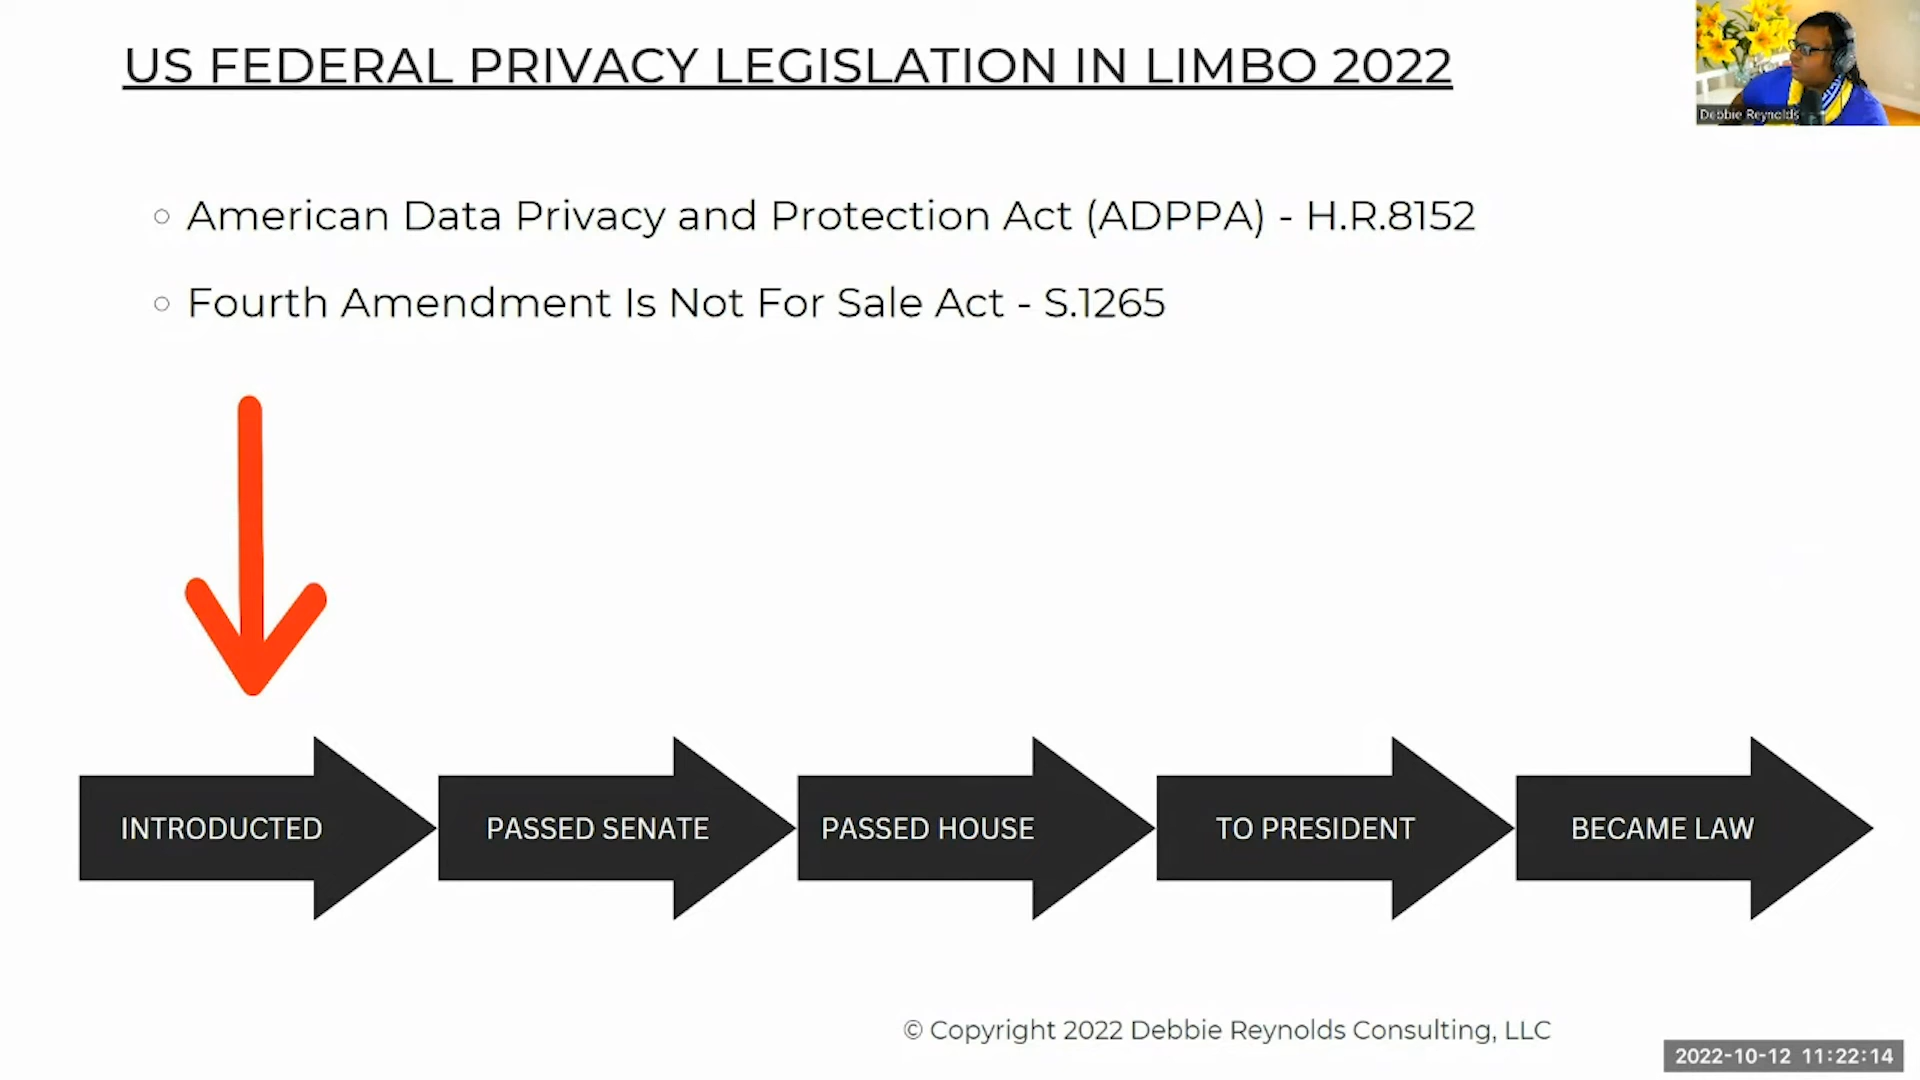 US FEDERAL PRIVACY LEGISLATION IN LIMBO 2022
Debbie Reynolds
American Data Privacy and Protection Act (ADPPA) - H.R.8152
Fourth Amendment Is Not For Sale Act - S.1265
INTRODUCTED
PASSED SENATE
PASSED HOUSE
TO PRESIDENT
BECAME LAW
© Copyright 2022 Debbie Reynolds Consulting, LLC
2022-10-12 11:22:14